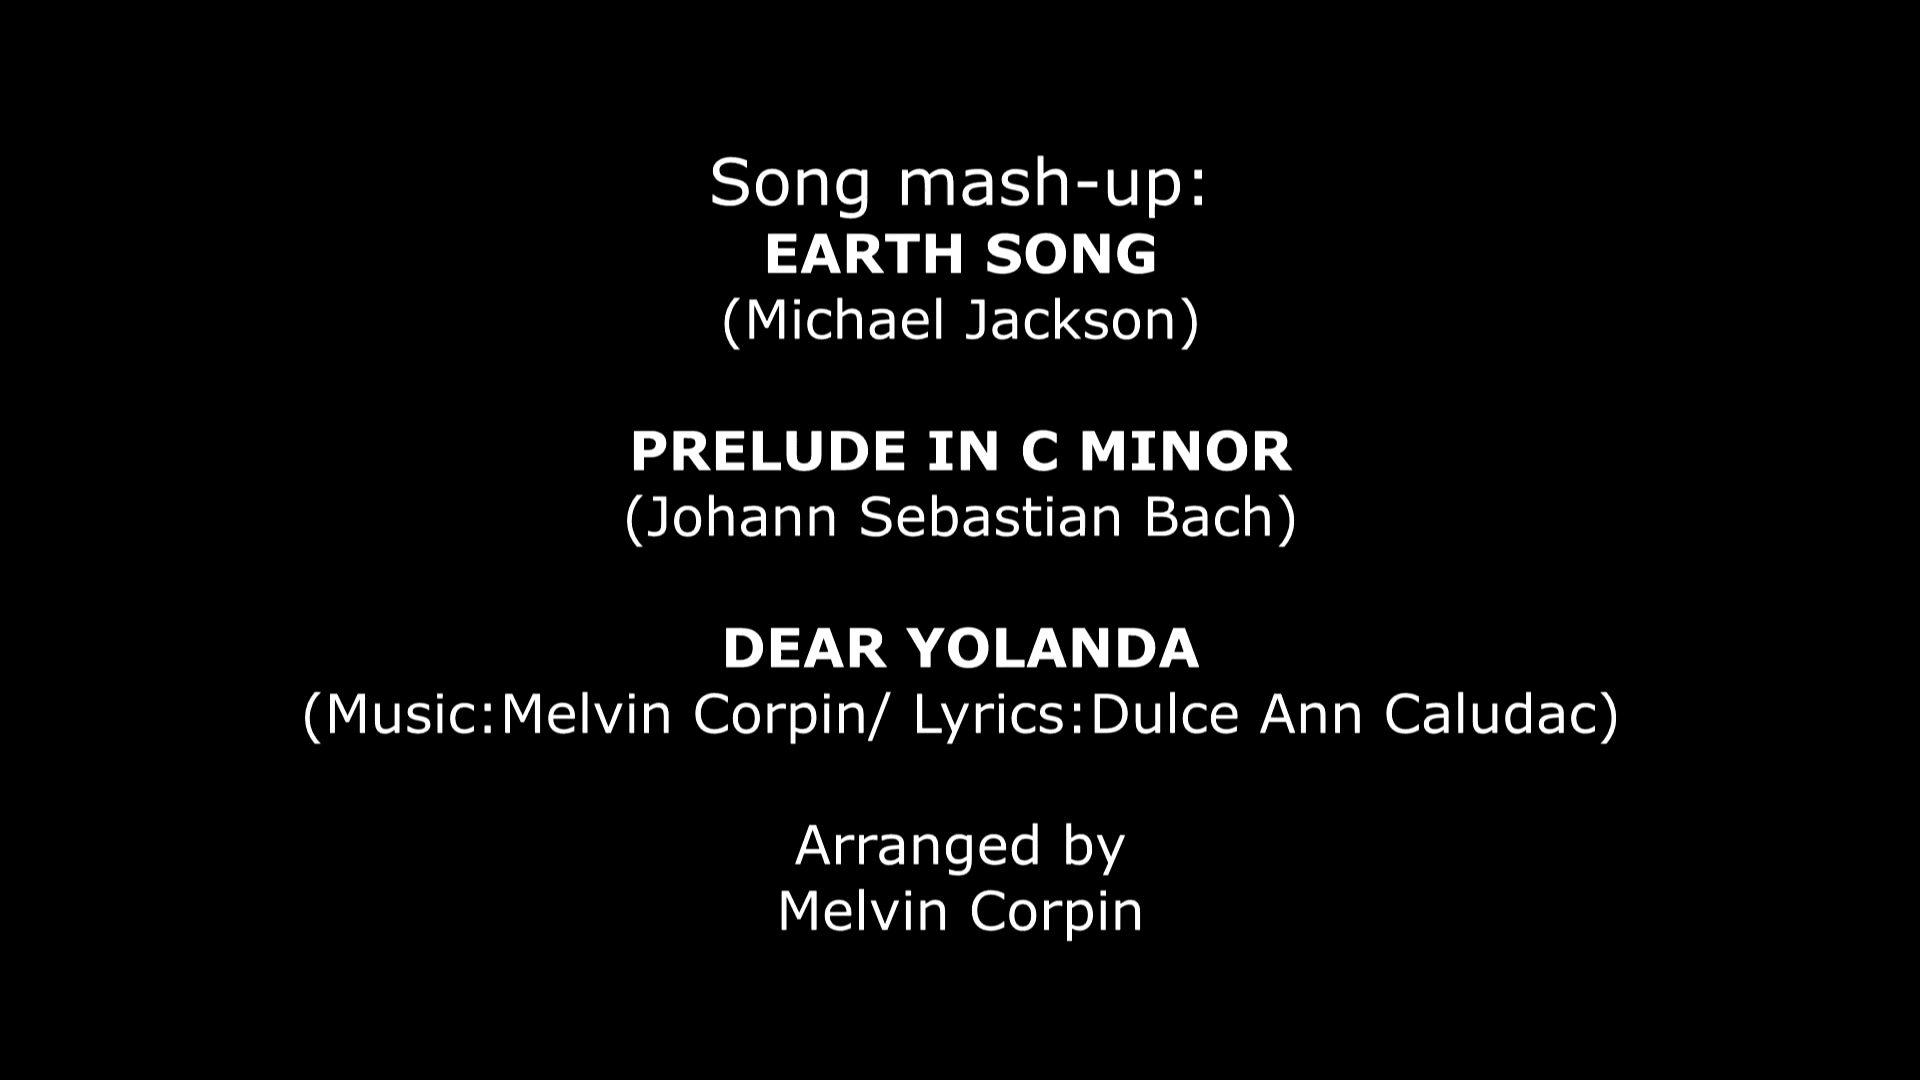 Song mash-up:
EARTH SONG
(Michael Jackson)
PRELUDE IN C MINOR
(Johann Sebastian Bach)
DEAR YOLANDA
(Music:Melvin Corpin/ Lyrics:Dulce Ann Caludac)
Arranged by
Melvin Corpin